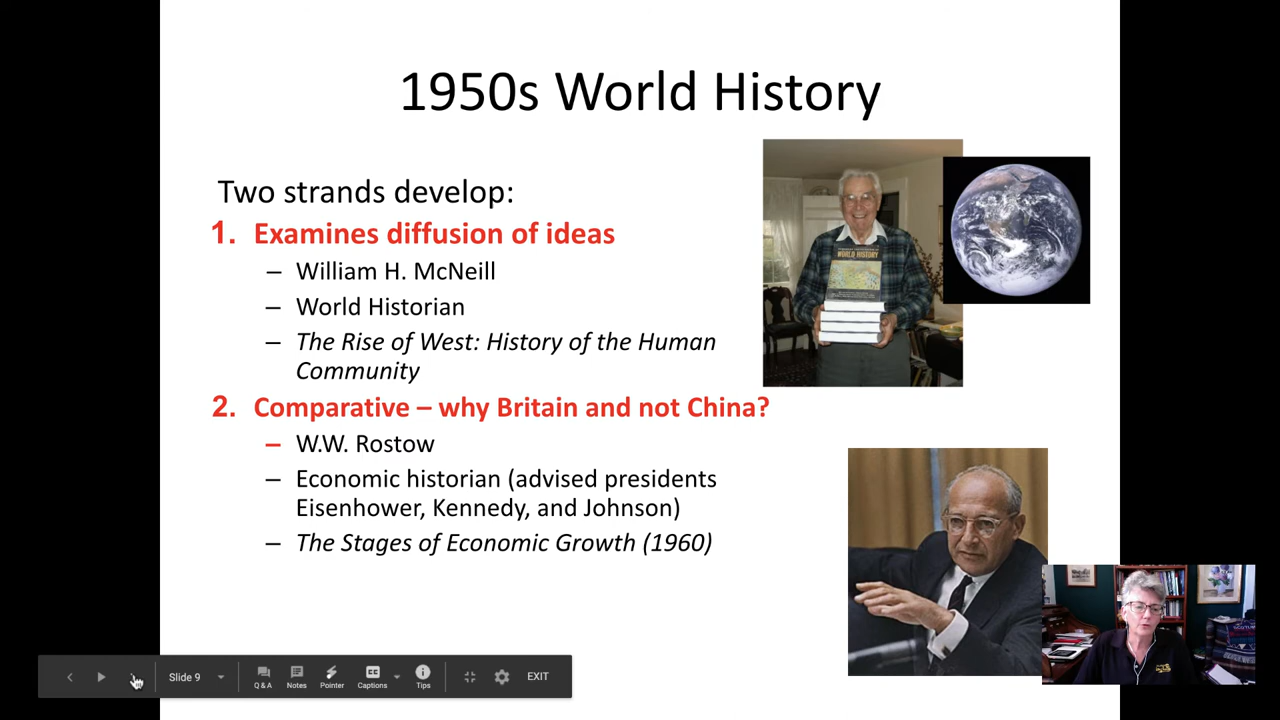 1950s World History
Two strands develop:
1. Examines diffusion of ideas
– William H. McNeill
– World Historian
– The Rise of West: History of the Human
Community
2. Comparative – why Britain and not China?
– W.W. Rostow
– Economic historian (advised presidents
Eisenhower, Kennedy, and Johnson)
– The Stages of Economic Growth (1960)
WORLD HISTORY
Slide 9
Q & A
Notes
Pointer
Captions
Tips
EXIT